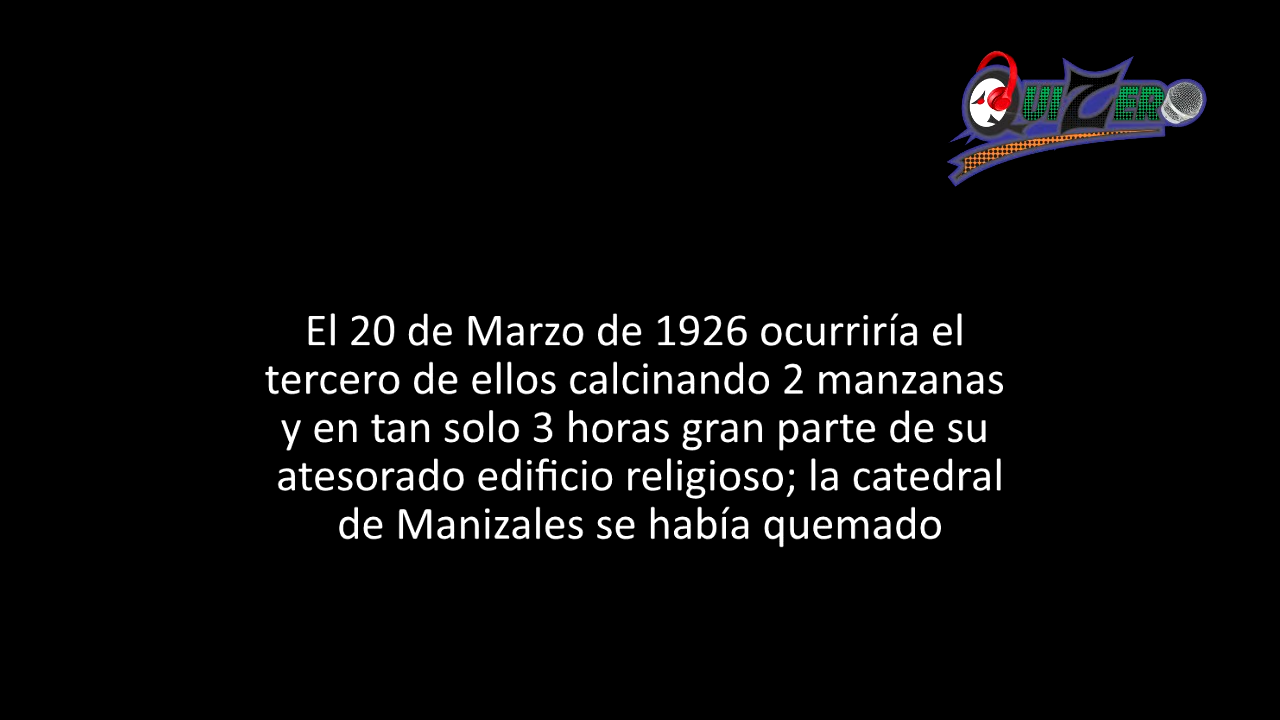 QUIZER
El 20 de Marzo de 1926 ocurriría el
tercero de ellos calcinando 2 manzanas
y en tan solo 3 horas gran parte de su
atesorado edificio religioso; la catedral
de Manizales se había quemado